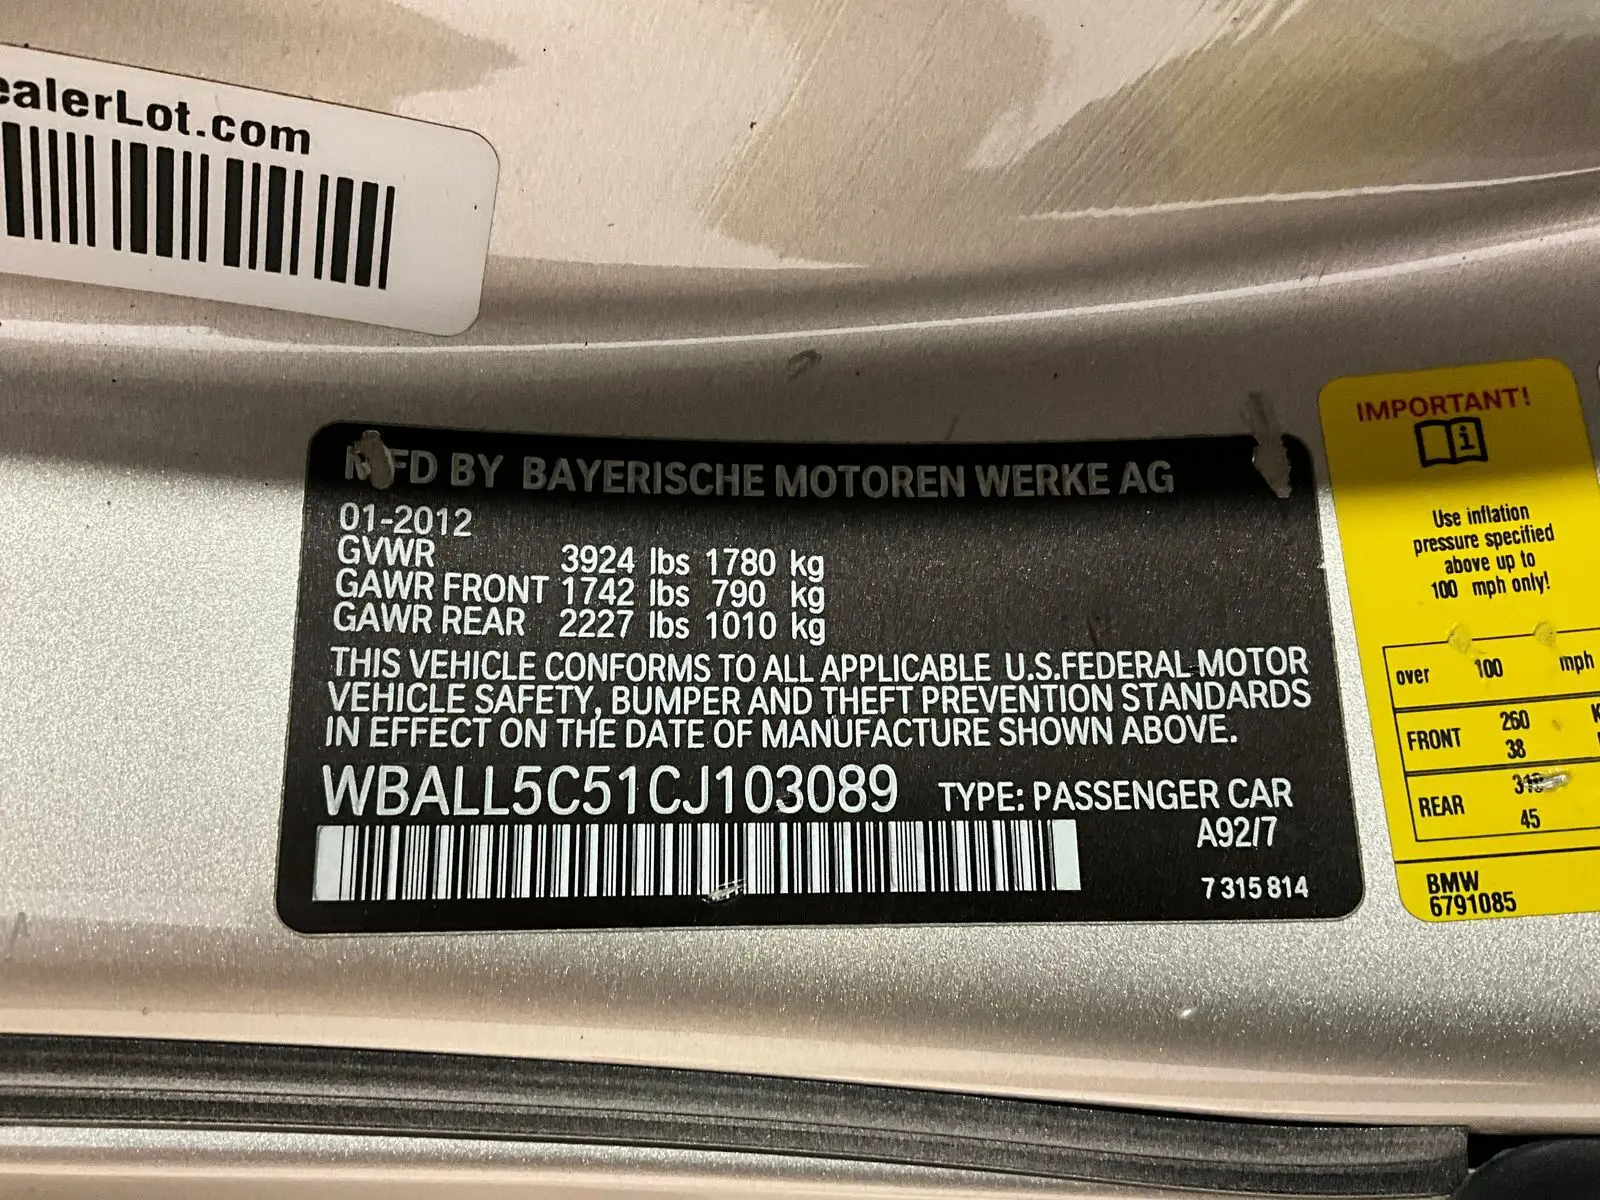 ealerLot.com
MFD BY BAYERISCHE MOTOREN WERKE AG
01-2012
GVWR 3924 lbs 1780 kg
GAWR FRONT 1742 lbs 790 kg
GAWR REAR 2227 lbs 1010 kg
THIS VEHICLE CONFORMS TO ALL APPLICABLE U.S.FEDERAL MOTOR
VEHICLE SAFETY, BUMPER AND THEFT PREVENTION STANDARDS
IN EFFECT ON THE DATE OF MANUFACTURE SHOWN ABOVE.
WBALL5C51CJ103089 TYPE: PASSENGER CAR
A92/7
7 315 814
IMPORTANT!
i
Use inflation
pressure specified
above up to
100 mph only!
over 100 mph
FRONT 260
38
REAR
45
BMW
6791085